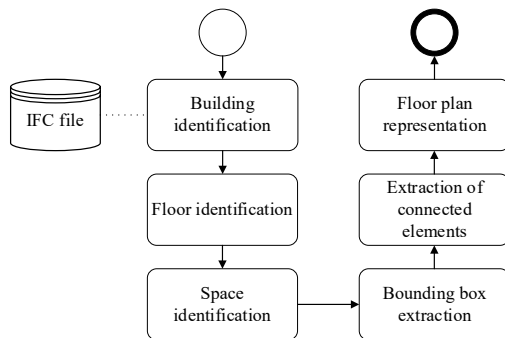 IFC file
Building
identification
Floor identification
Space
identification
Bounding box
extraction
Extraction of
connected
elements
Floor plan
representation